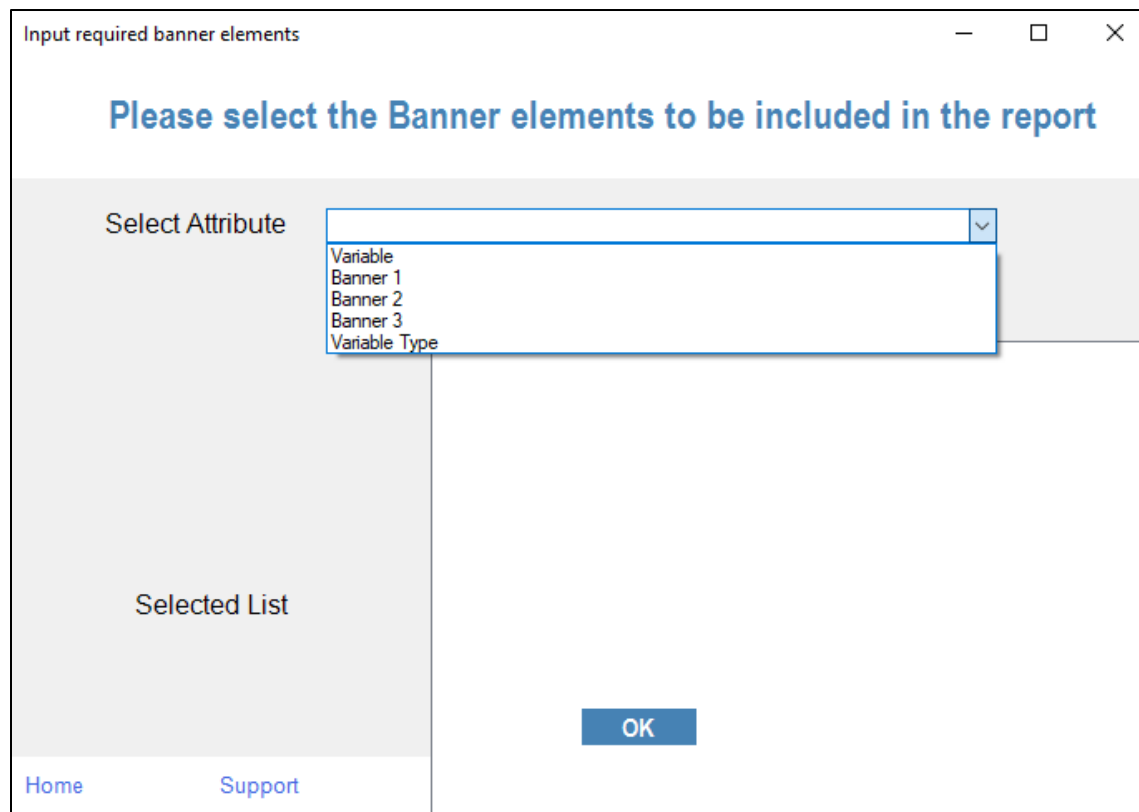 Input required banner elements
Please select the Banner elements to be included in the report
Select Attribute
Variable
Banner 1
Banner 2
Banner 3
Variable Type
Selected List
OK
Home Support